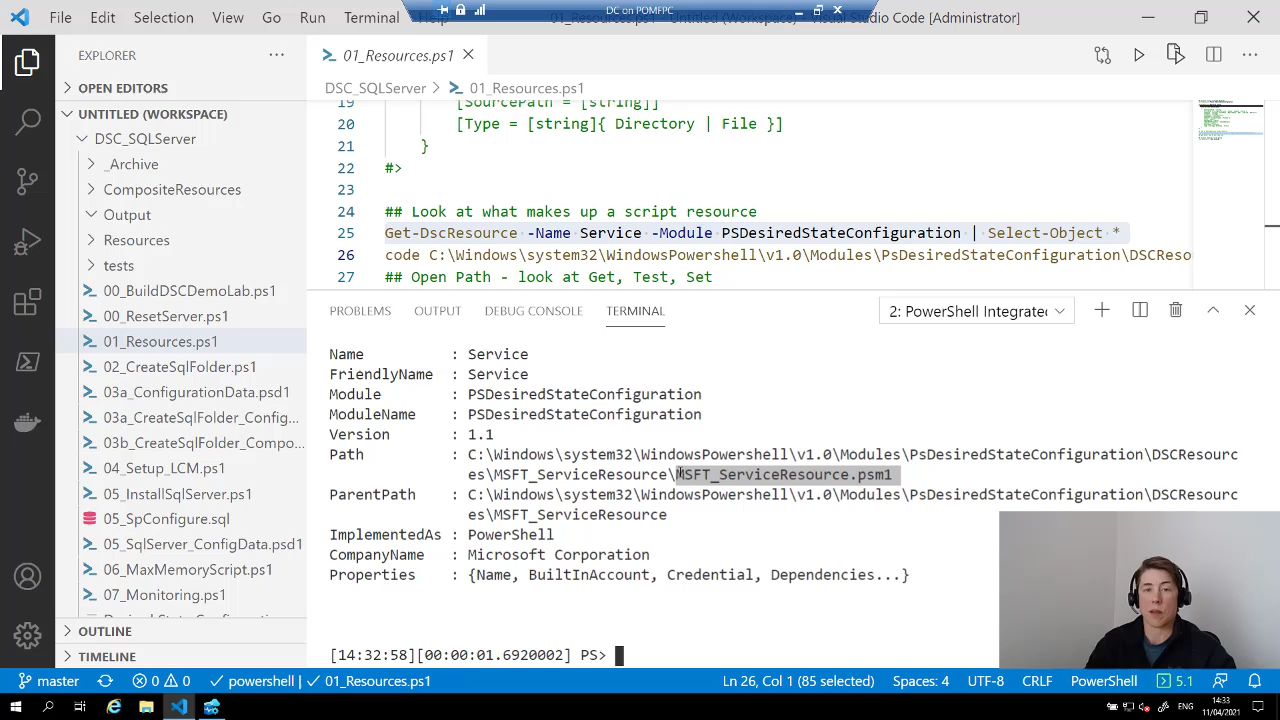 File Edit Selection View Go Run Terminal Help
DC on POMFPC
01_Resources.ps1 - Untitled (Workspace) - Visual Studio Code [Administrator]
EXPLORER
01_Resources.ps1
OPEN EDITORS
UNTITLED (WORKSPACE)
DSC_SQLServer
_Archive
CompositeResources
Output
Resources
tests
00_BuildDSCDemoLab.ps1
00_ResetServer.ps1
01_Resources.ps1
02_CreateSqlFolder.ps1
03a_ConfigurationData.psd1
03a_CreateSqlFolder_Config...
03b_CreateSqlFolder_Compo...
04_Setup_LCM.ps1
05_InstallSqlServer.ps1
05_SpConfigure.sql
05_SqlServer_ConfigData.psd1
06_MaxMemoryScript.ps1
07_Monitoring.ps1
OUTLINE
TIMELINE
DSC_SQLServer > 01_Resources.ps1
19 [SourcePath = [string]]
20 [Type = [string]{ Directory | File }]
21 }
22 #>
23
24 ## Look at what makes up a script resource
25 Get-DscResource -Name Service -Module PSDesiredStateConfiguration | Select-Object *
26 code C:\Windows\system32\WindowsPowershell\v1.0\Modules\PsDesiredStateConfiguration\DSCReso
27 ## Open Path - look at Get, Test, Set
PROBLEMS OUTPUT DEBUG CONSOLE TERMINAL
2: PowerShell Integrated
Name : Service
FriendlyName : Service
Module : PSDesiredStateConfiguration
ModuleName : PSDesiredStateConfiguration
Version : 1.1
Path : C:\Windows\system32\WindowsPowershell\v1.0\Modules\PsDesiredStateConfiguration\DSCResourc
es\MSFT_ServiceResource\MSFT_ServiceResource.psm1
ParentPath : C:\Windows\system32\WindowsPowershell\v1.0\Modules\PsDesiredStateConfiguration\DSCResourc
es\MSFT_ServiceResource
ImplementedAs : PowerShell
CompanyName : Microsoft Corporation
Properties : {Name, BuiltInAccount, Credential, Dependencies...}
[14:32:58][00:00:01.6920002] PS>
master 0 0 powershell | 01_Resources.ps1
Ln 26, Col 1 (85 selected) Spaces: 4 UTF-8 CRLF PowerShell 5.1
ENG
14:33
11/04/2021